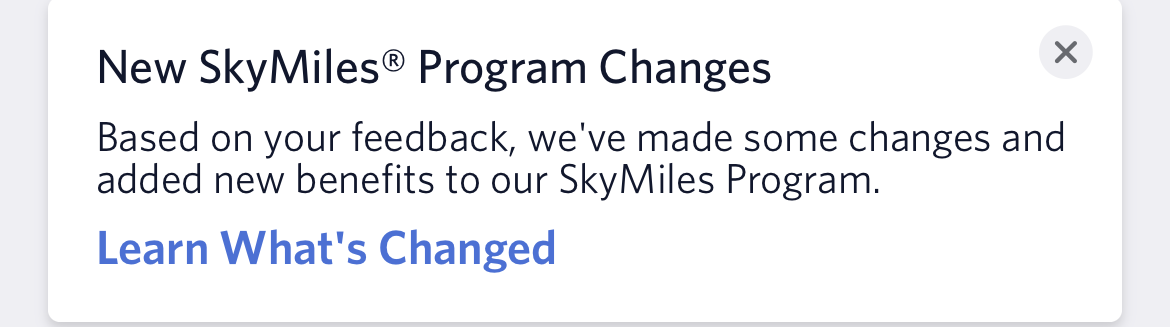 New SkyMiles® Program Changes
Based on your feedback, we've made some changes and
added new benefits to our SkyMiles Program.
Learn What's Changed